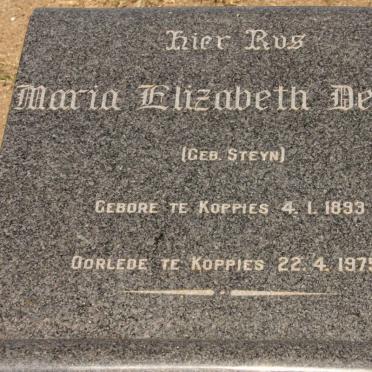 Hier Rus
Maria Elizabeth De
(GEB. STEYN)
GEBORE TE KOPPIES 4. 1. 1893
OORLEDE TE KOPPIES 22. 4. 1975